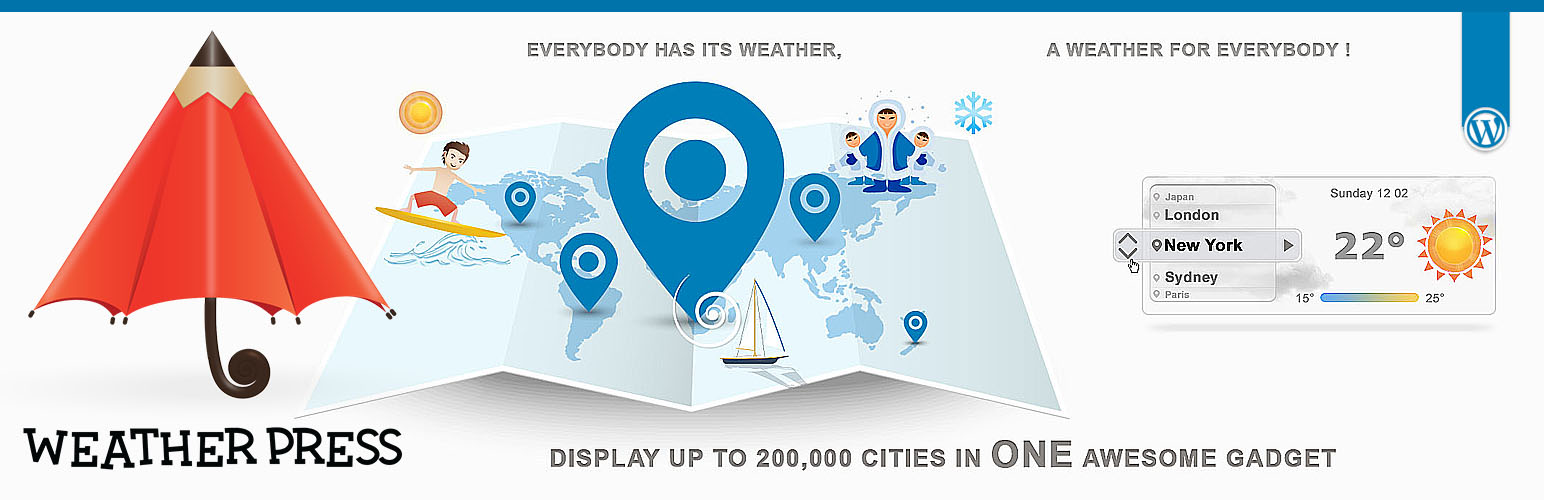 EVERYBODY HAS ITS WEATHER,
A WEATHER FOR EVERYBODY !
W
Japan
London
New York
Sydney
Paris
Sunday 12 02
22°
15°
25°
WEATHER PRESS
DISPLAY UP TO 200,000 CITIES IN ONE AWESOME GADGET